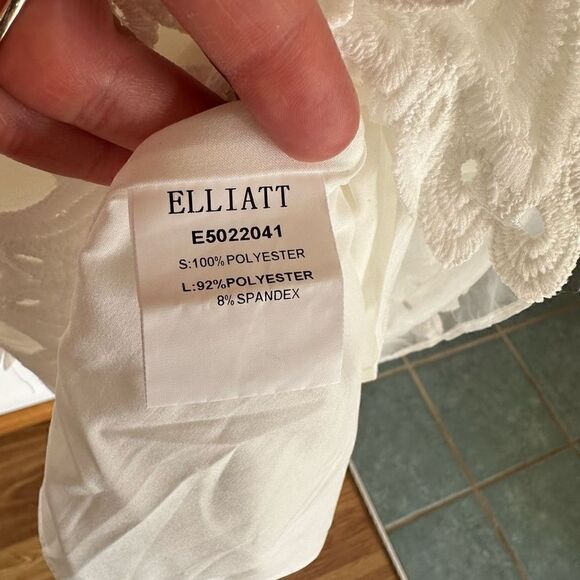 ELLIATT
E5022041
S:100%POLYESTER
L:92%POLYESTER
8%SPANDEX